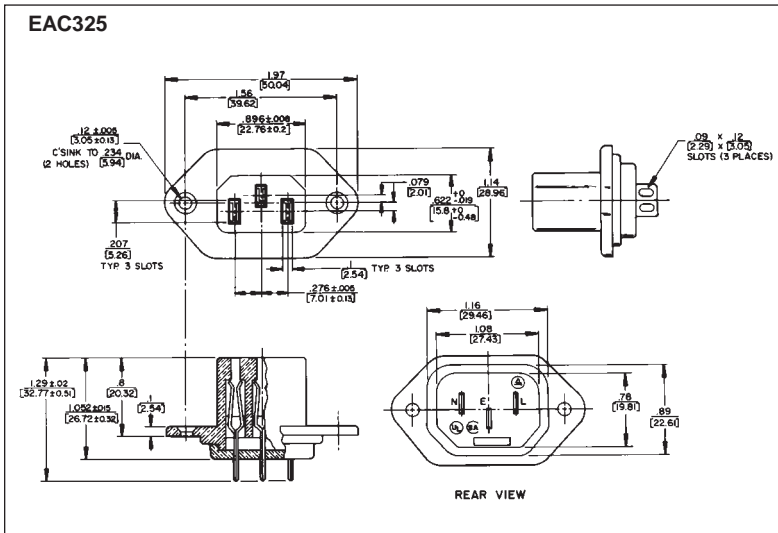 EAC325
1.97
[50.04]
1.56
[39.62]
.896±.008
[22.76±0.2]
.12±.005
[3.05±0.13]
C'SINK TO .234 DIA.
[5.94]
(2 HOLES)
.079
[2.01]
.622 +0 -.019
[15.8 +0 -0.48]
1.14
[28.96]
.09 x .12
[2.29] x [3.05]
SLOTS (3 PLACES)
.207
[5.26]
TYP. 3 SLOTS
.1
[2.54]
TYP. 3 SLOTS
.276±.005
[7.01±0.13]
1.29±.02
[32.77±0.51]
1.052±.015
[26.72±0.32]
.8
[20.32]
.1
[2.54]
1.16
[29.46]
1.08
[27.43]
N E L
UL SA
.78
[19.81]
.89
[22.61]
REAR VIEW